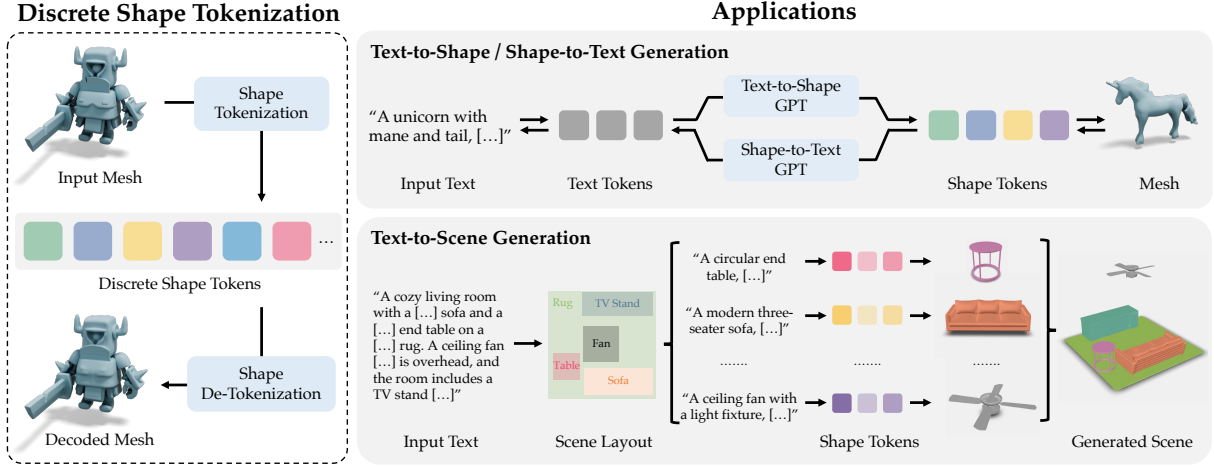 Discrete Shape Tokenization
Shape
Tokenization
Input Mesh
...
Discrete Shape Tokens
Shape
De-Tokenization
Decoded Mesh
Applications
Text-to-Shape / Shape-to-Text Generation
“A unicorn with
mane and tail, […]”
Text-to-Shape
GPT
Shape-to-Text
GPT
Input Text
Text Tokens
Shape Tokens
Mesh
Text-to-Scene Generation
“A cozy living room
with a […] sofa and a
[…] end table on a
[…] rug. A ceiling fan
[…] is overhead, and
the room includes a
TV stand […]”
Rug
TV Stand
Fan
Table
Sofa
“A circular end
table, […]”
“A modern three-
seater sofa, […]”
.......
.......
.......
“A ceiling fan with
a light fixture, […]”
Input Text
Scene Layout
Shape Tokens
Generated Scene